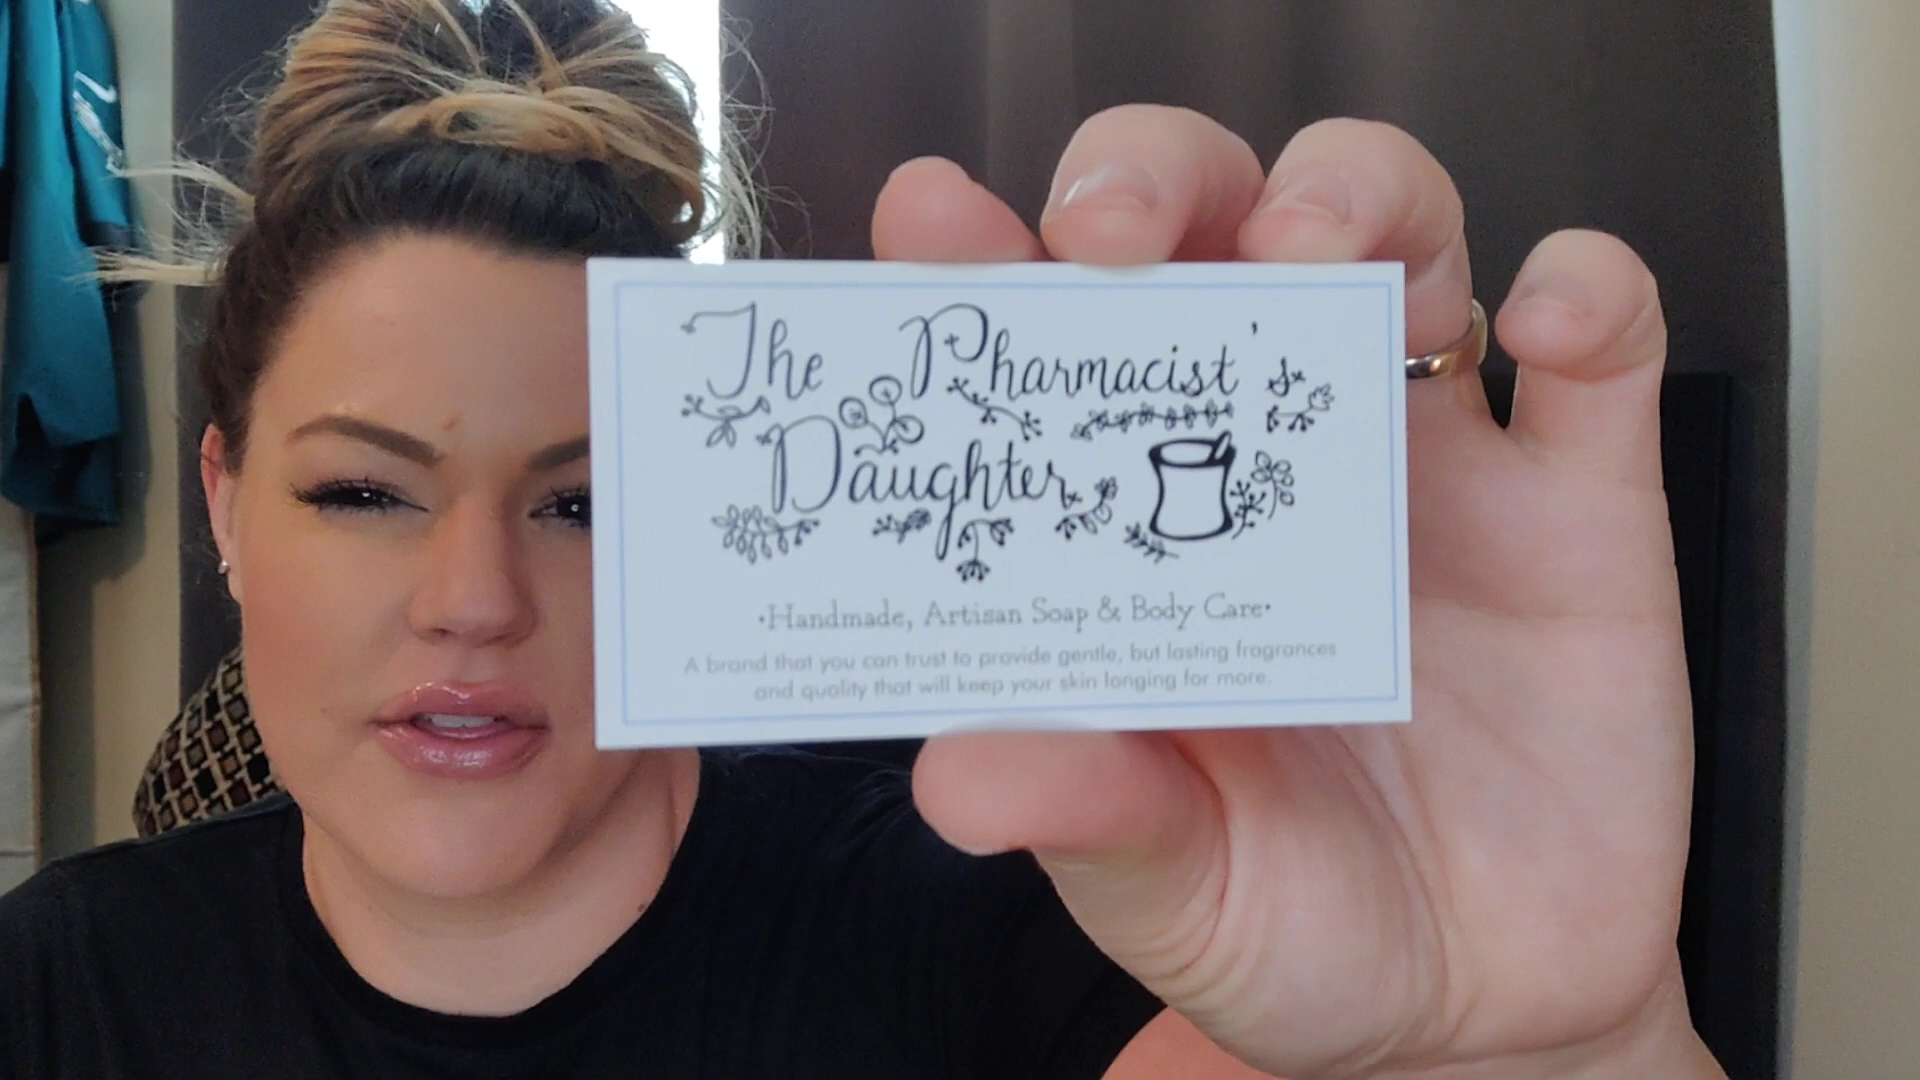 The Pharmacist's
Daughter
•Handmade, Artisan Soap & Body Care•
A brand that you can trust to provide gentle, but lasting fragrances
and quality that will keep your skin longing for more.